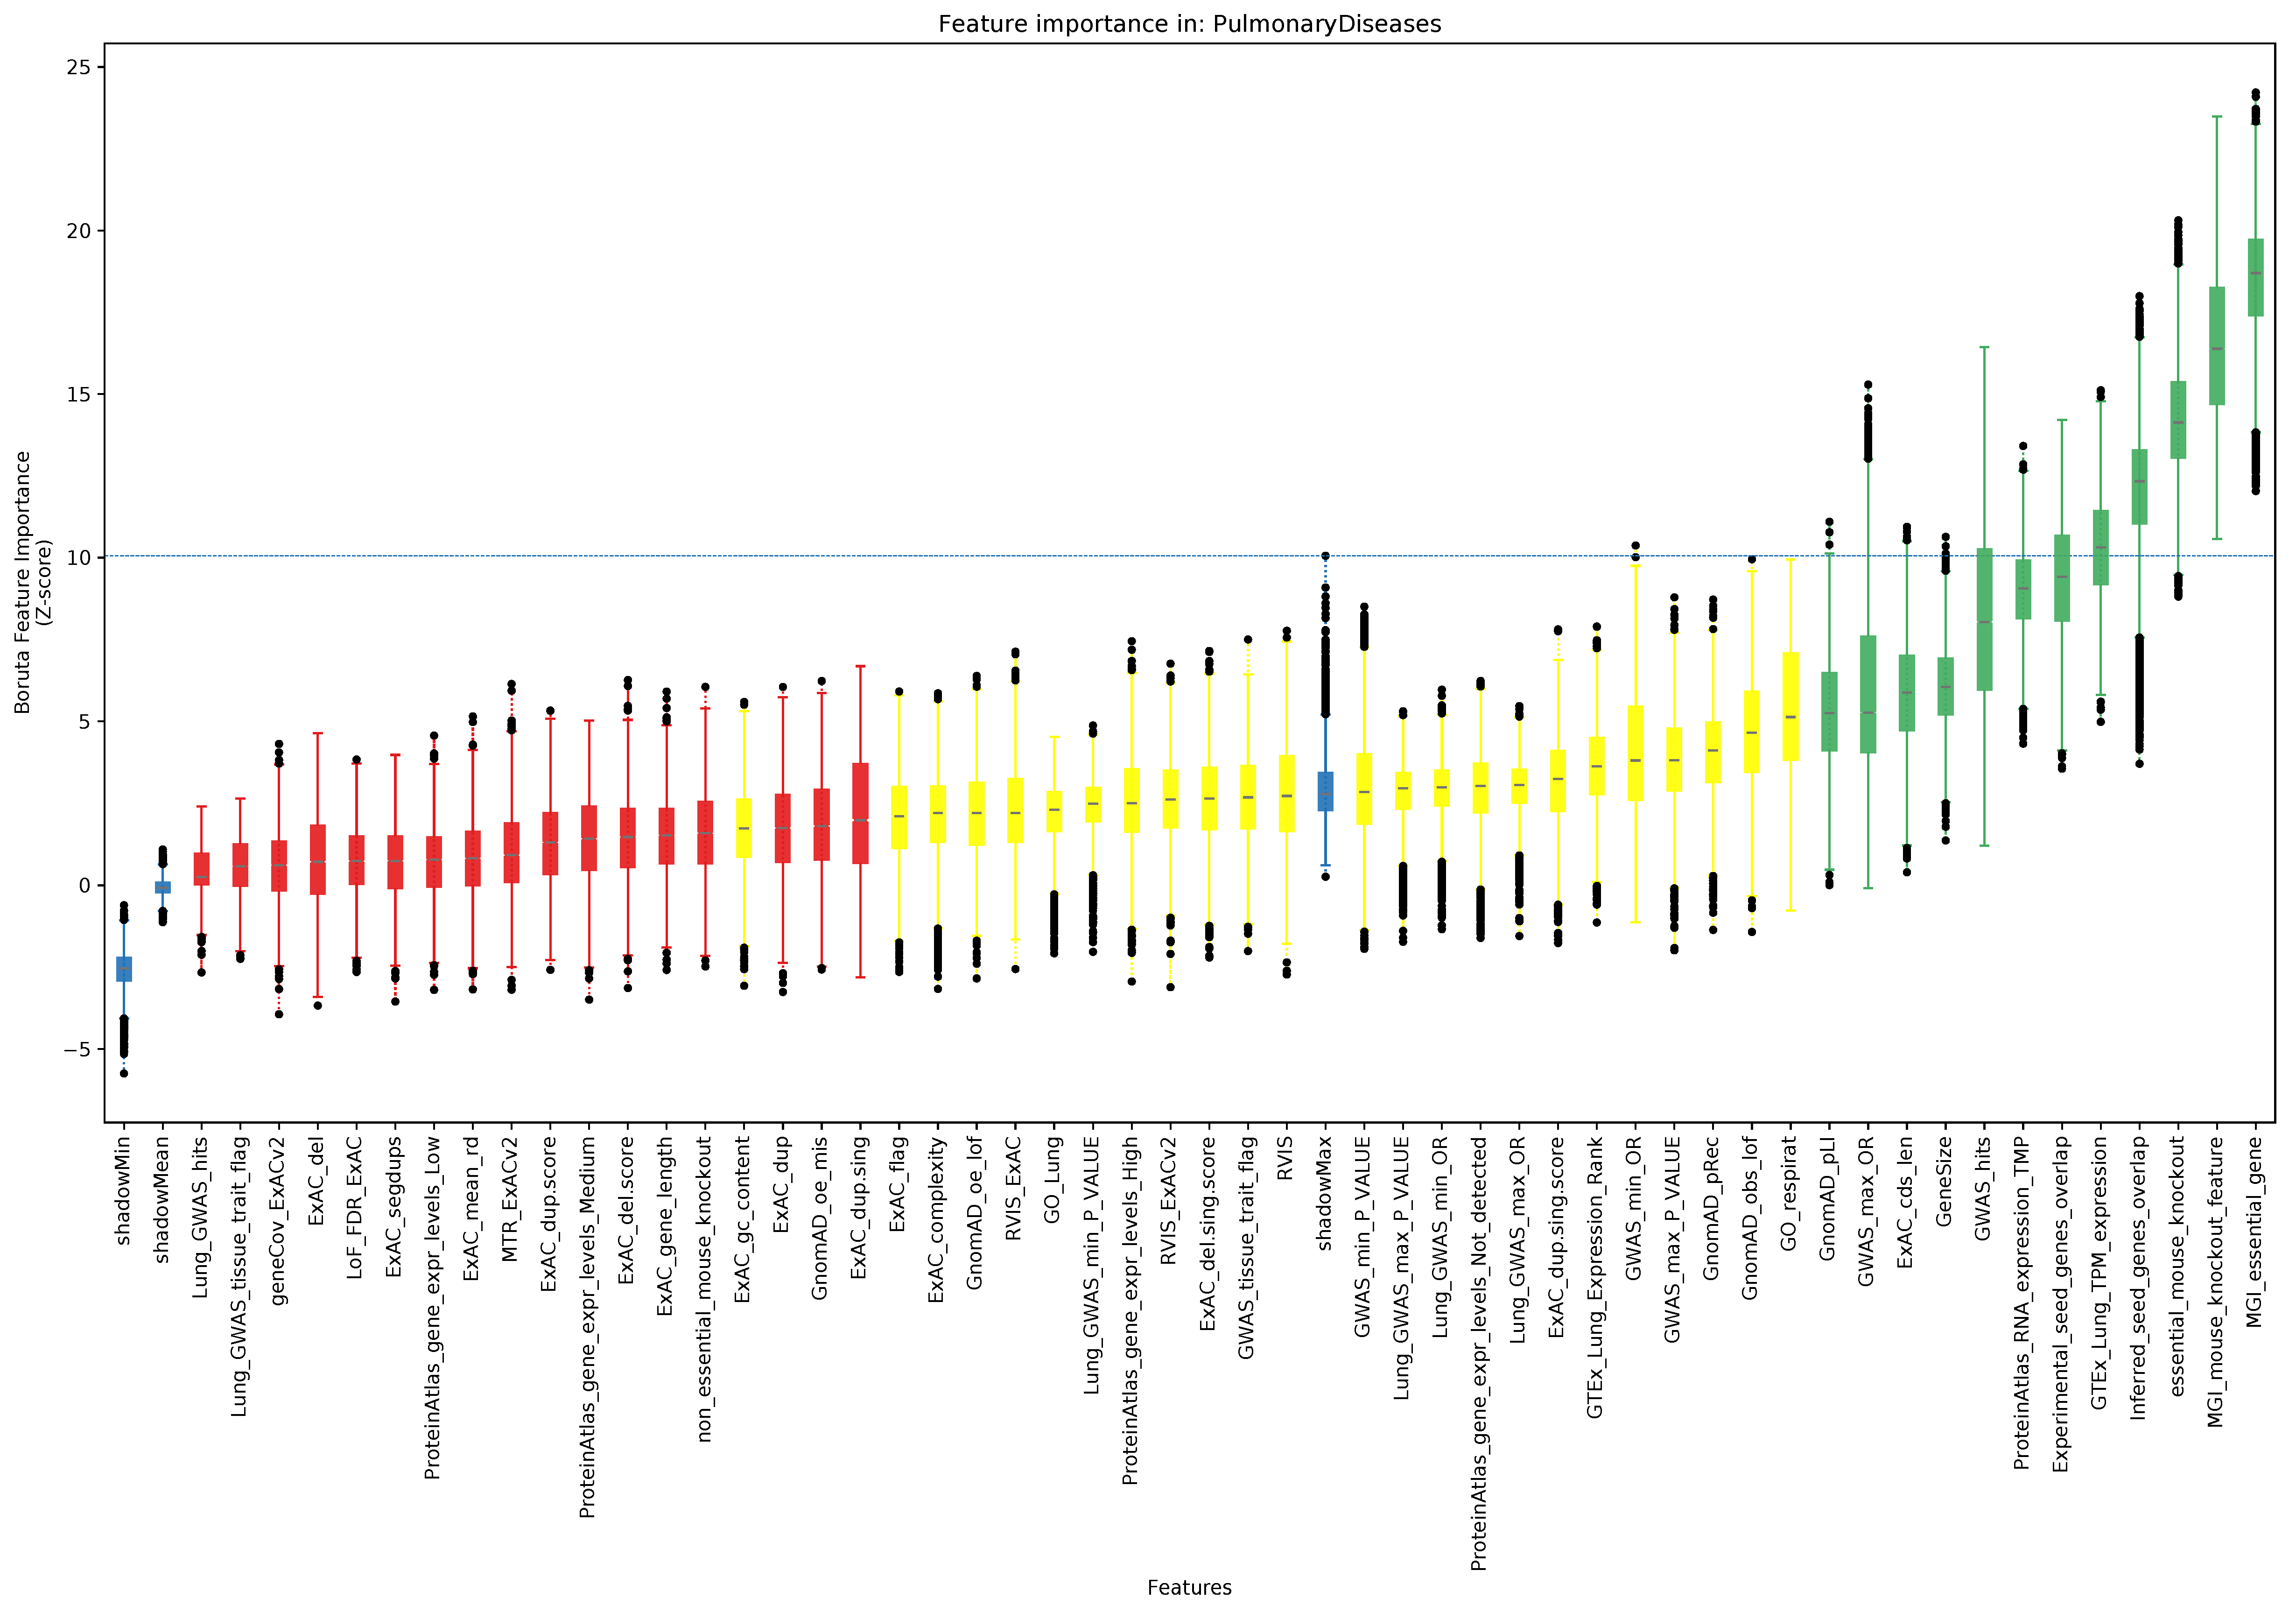 Feature importance in: PulmonaryDiseases
25
20
15
10
5
0
−5
Boruta Feature Importance
(Z-score)
shadowMin
shadowMean
Lung_GWAS_hits
Lung_GWAS_tissue_trait_flag
geneCov_ExACv2
ExAC_del
LoF_FDR_ExAC
ExAC_segdups
ProteinAtlas_gene_expr_levels_Low
ExAC_mean_rd
MTR_ExACv2
ExAC_dup.score
ProteinAtlas_gene_expr_levels_Medium
ExAC_del.score
ExAC_gene_length
non_essential_mouse_knockout
ExAC_gc_content
ExAC_dup
GnomAD_oe_mis
ExAC_dup.sing
ExAC_flag
ExAC_complexity
GnomAD_oe_lof
RVIS_ExAC
GO_Lung
Lung_GWAS_min_P_VALUE
ProteinAtlas_gene_expr_levels_High
RVIS_ExACv2
ExAC_del.sing.score
GWAS_tissue_trait_flag
RVIS
shadowMax
GWAS_min_P_VALUE
Lung_GWAS_max_P_VALUE
Lung_GWAS_min_OR
ProteinAtlas_gene_expr_levels_Not_detected
Lung_GWAS_max_OR
ExAC_dup.sing.score
GTEx_Lung_Expression_Rank
GWAS_min_OR
GWAS_max_P_VALUE
GnomAD_pRec
GnomAD_obs_lof
GO_respirat
GnomAD_pLI
GWAS_max_OR
ExAC_cds_len
GeneSize
GWAS_hits
ProteinAtlas_RNA_expression_TMP
Experimental_seed_genes_overlap
GTEx_Lung_TPM_expression
Inferred_seed_genes_overlap
essential_mouse_knockout
MGI_mouse_knockout_feature
MGI_essential_gene
Features